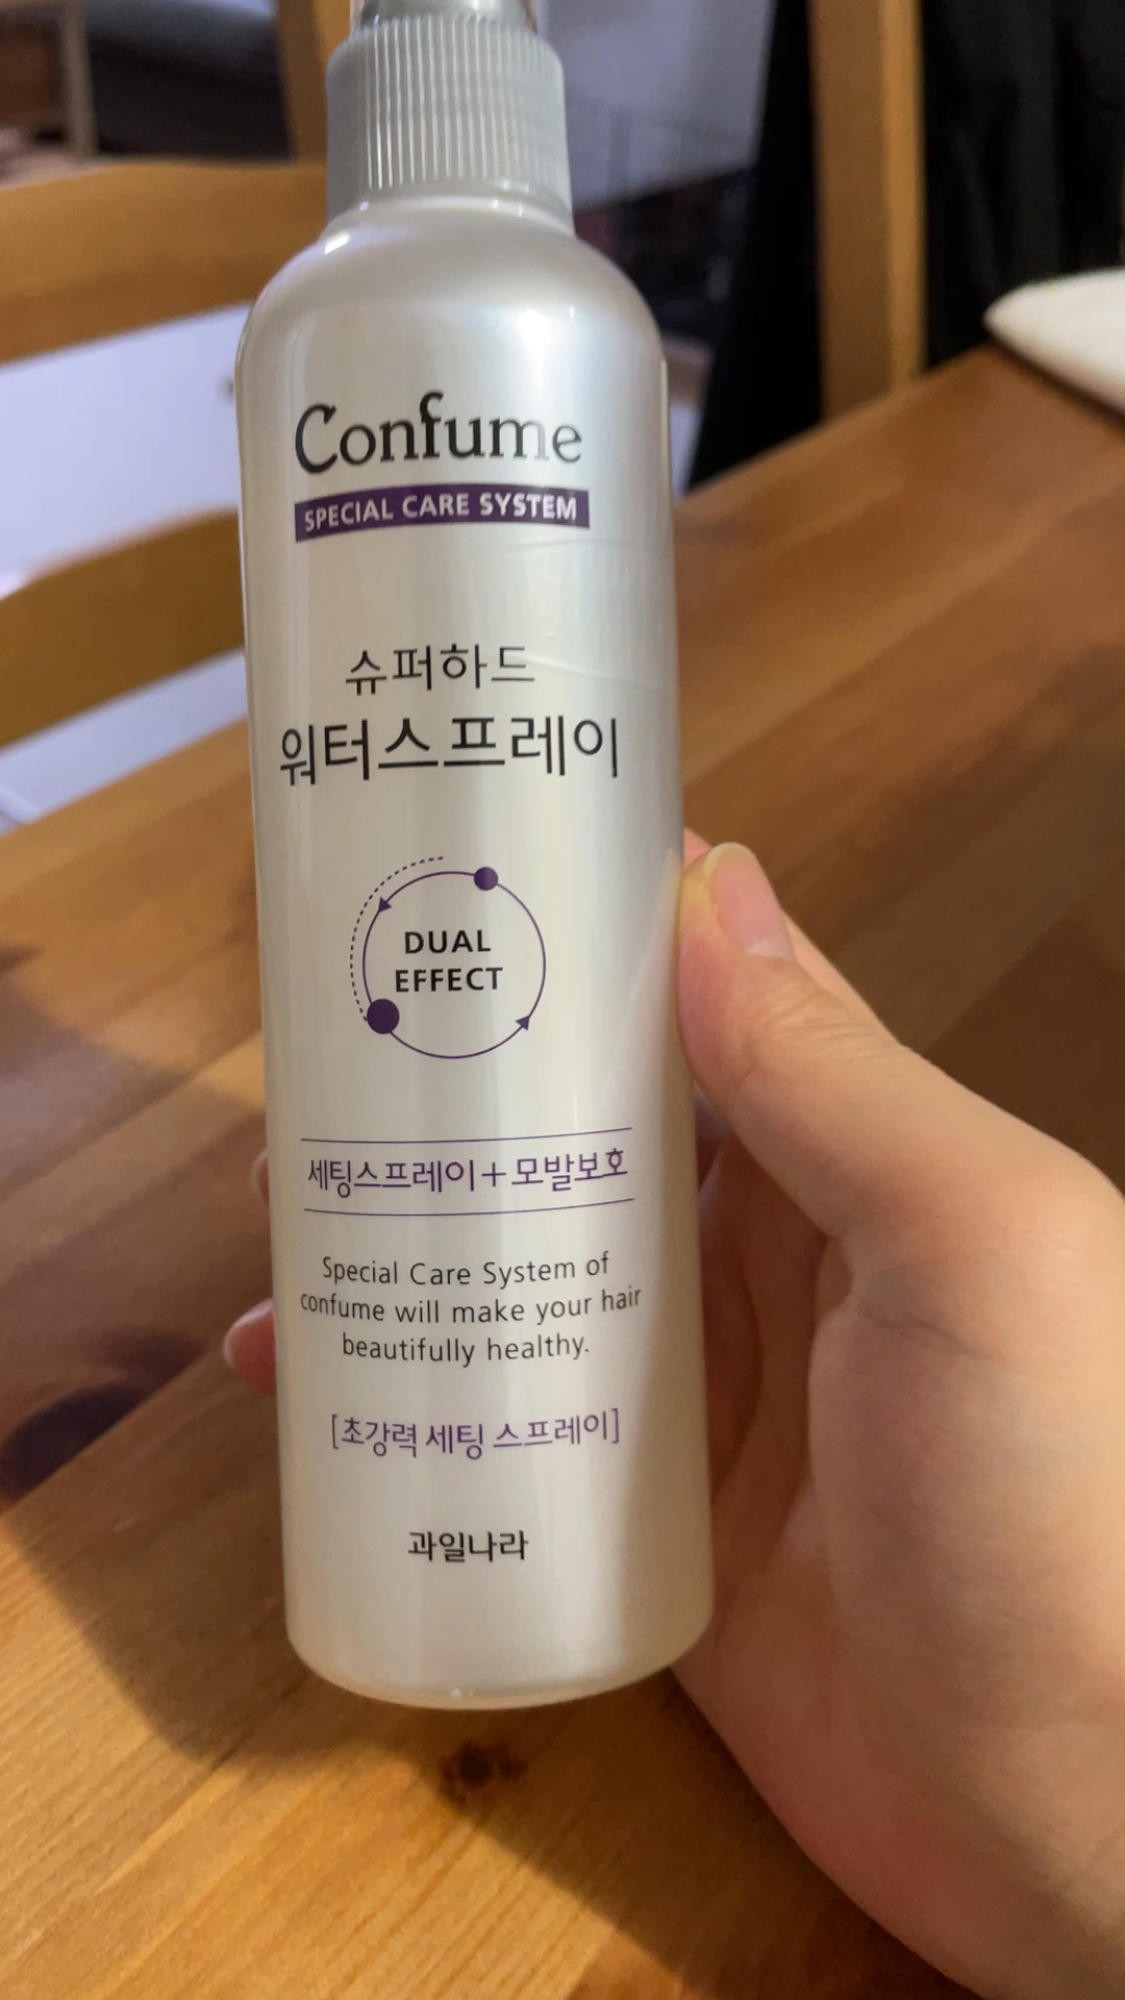 Confume
SPECIAL CARE SYSTEM
슈퍼하드
워터스프레이
DUAL
EFFECT
세팅스프레이+모발보호
Special Care System of
confume will make your hair
beautifully healthy.
[초강력 세팅 스프레이]
과일나라